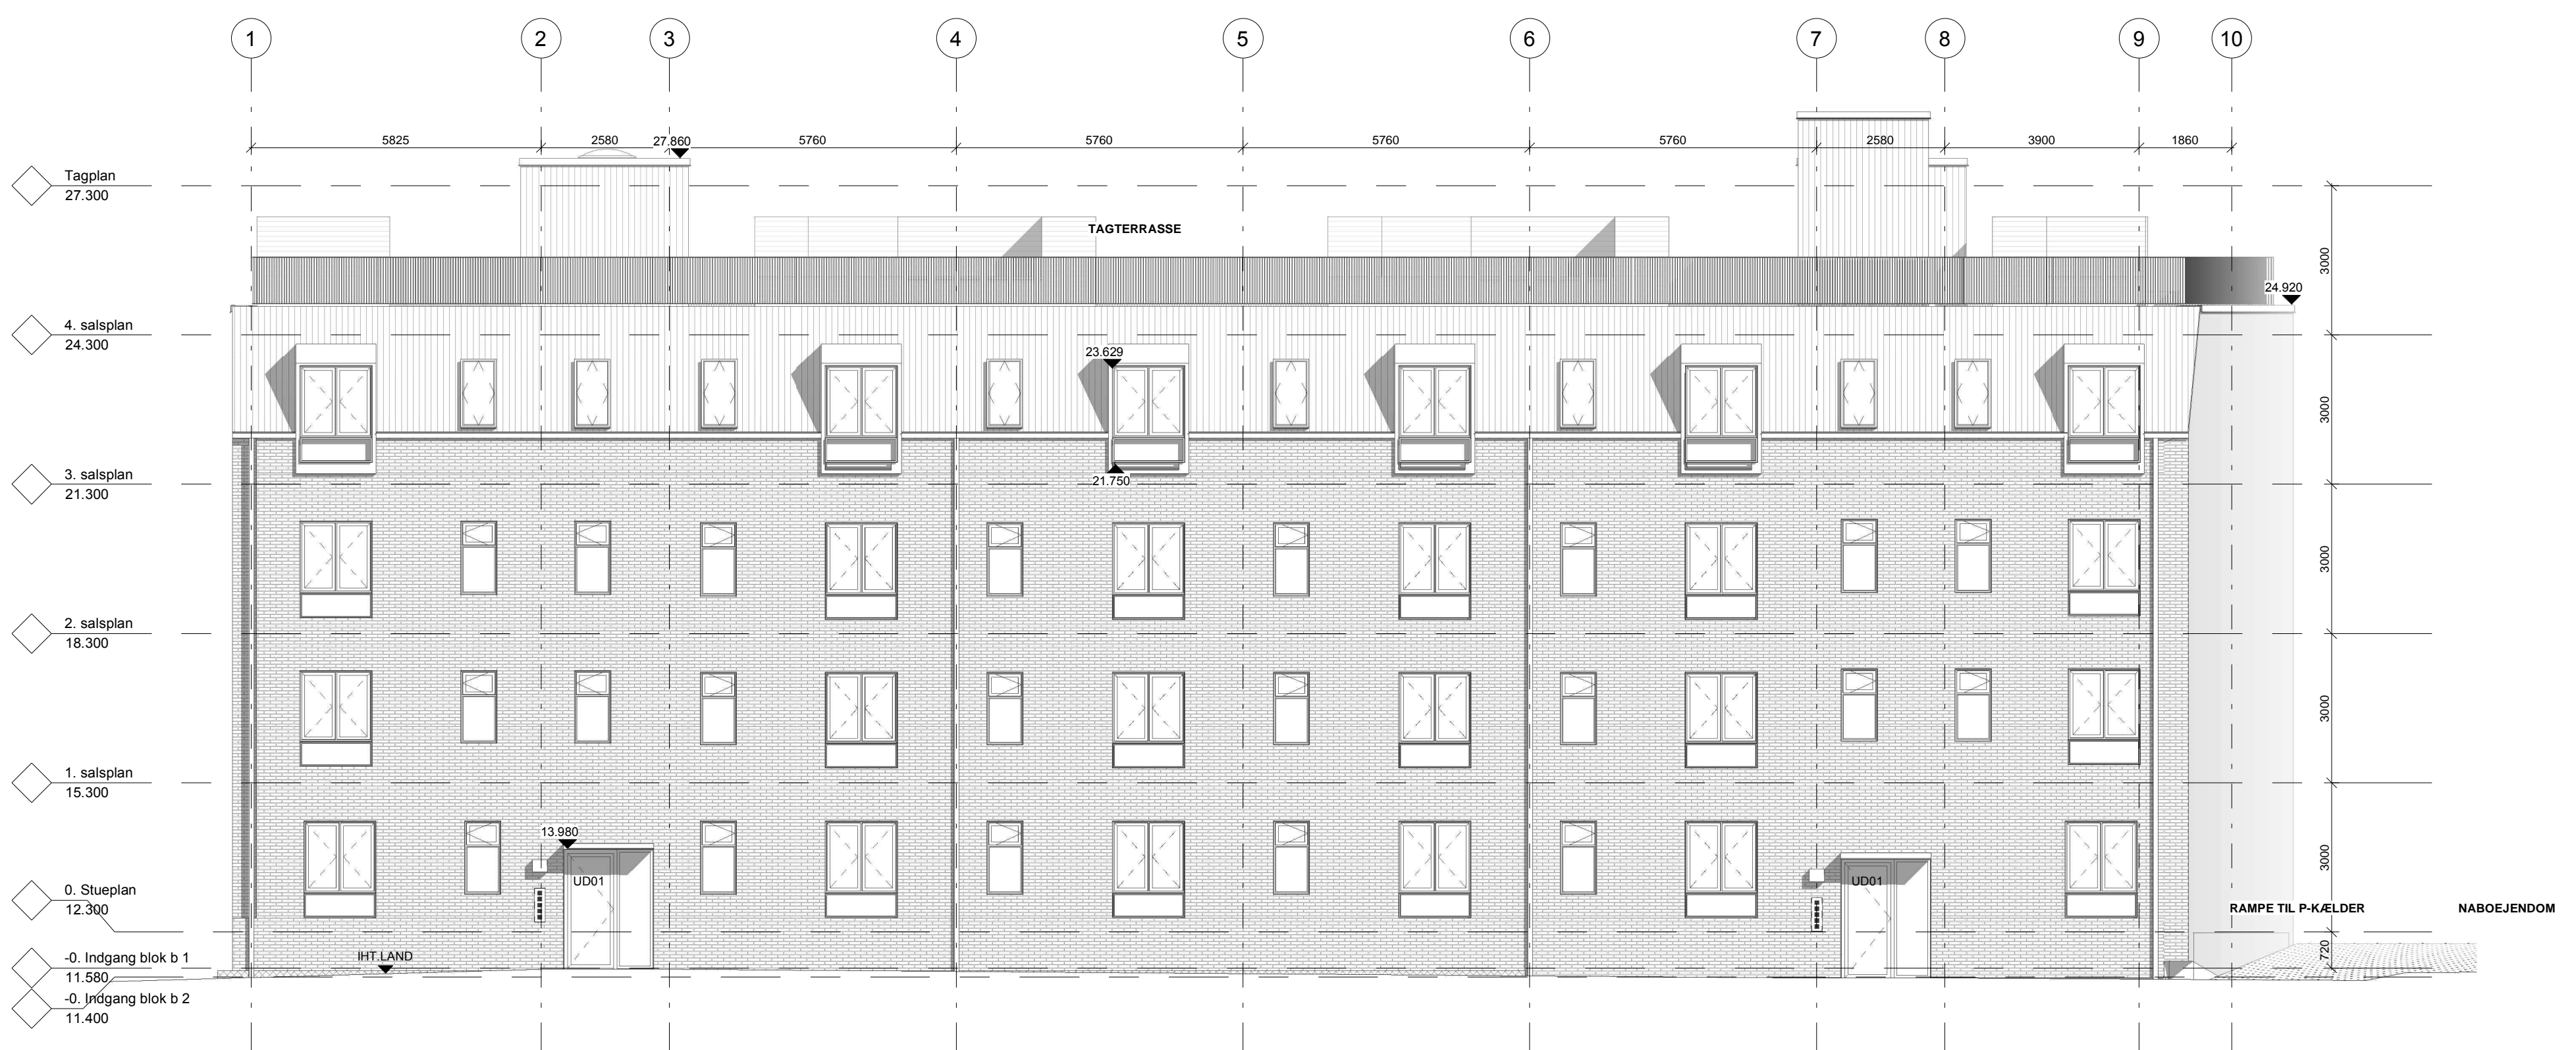 1 2 3 4 5 6 7 8 9 10
5825 2580 27.860 5760 5760 5760 5760 2580 3900 1860
Tagplan
27.300
TAGTERRASSE
3000
24.920
4. salsplan
24.300
23.629
3000
3. salsplan
21.300
21.750
3000
2. salsplan
18.300
3000
1. salsplan
15.300
13.980
3000
UD01 UD01
0. Stueplan
12.300
RAMPE TIL P-KÆLDER NABOEJENDOM
720
-0. Indgang blok b 1
11.580
IHT.LAND
-0. Indgang blok b 2
11.400